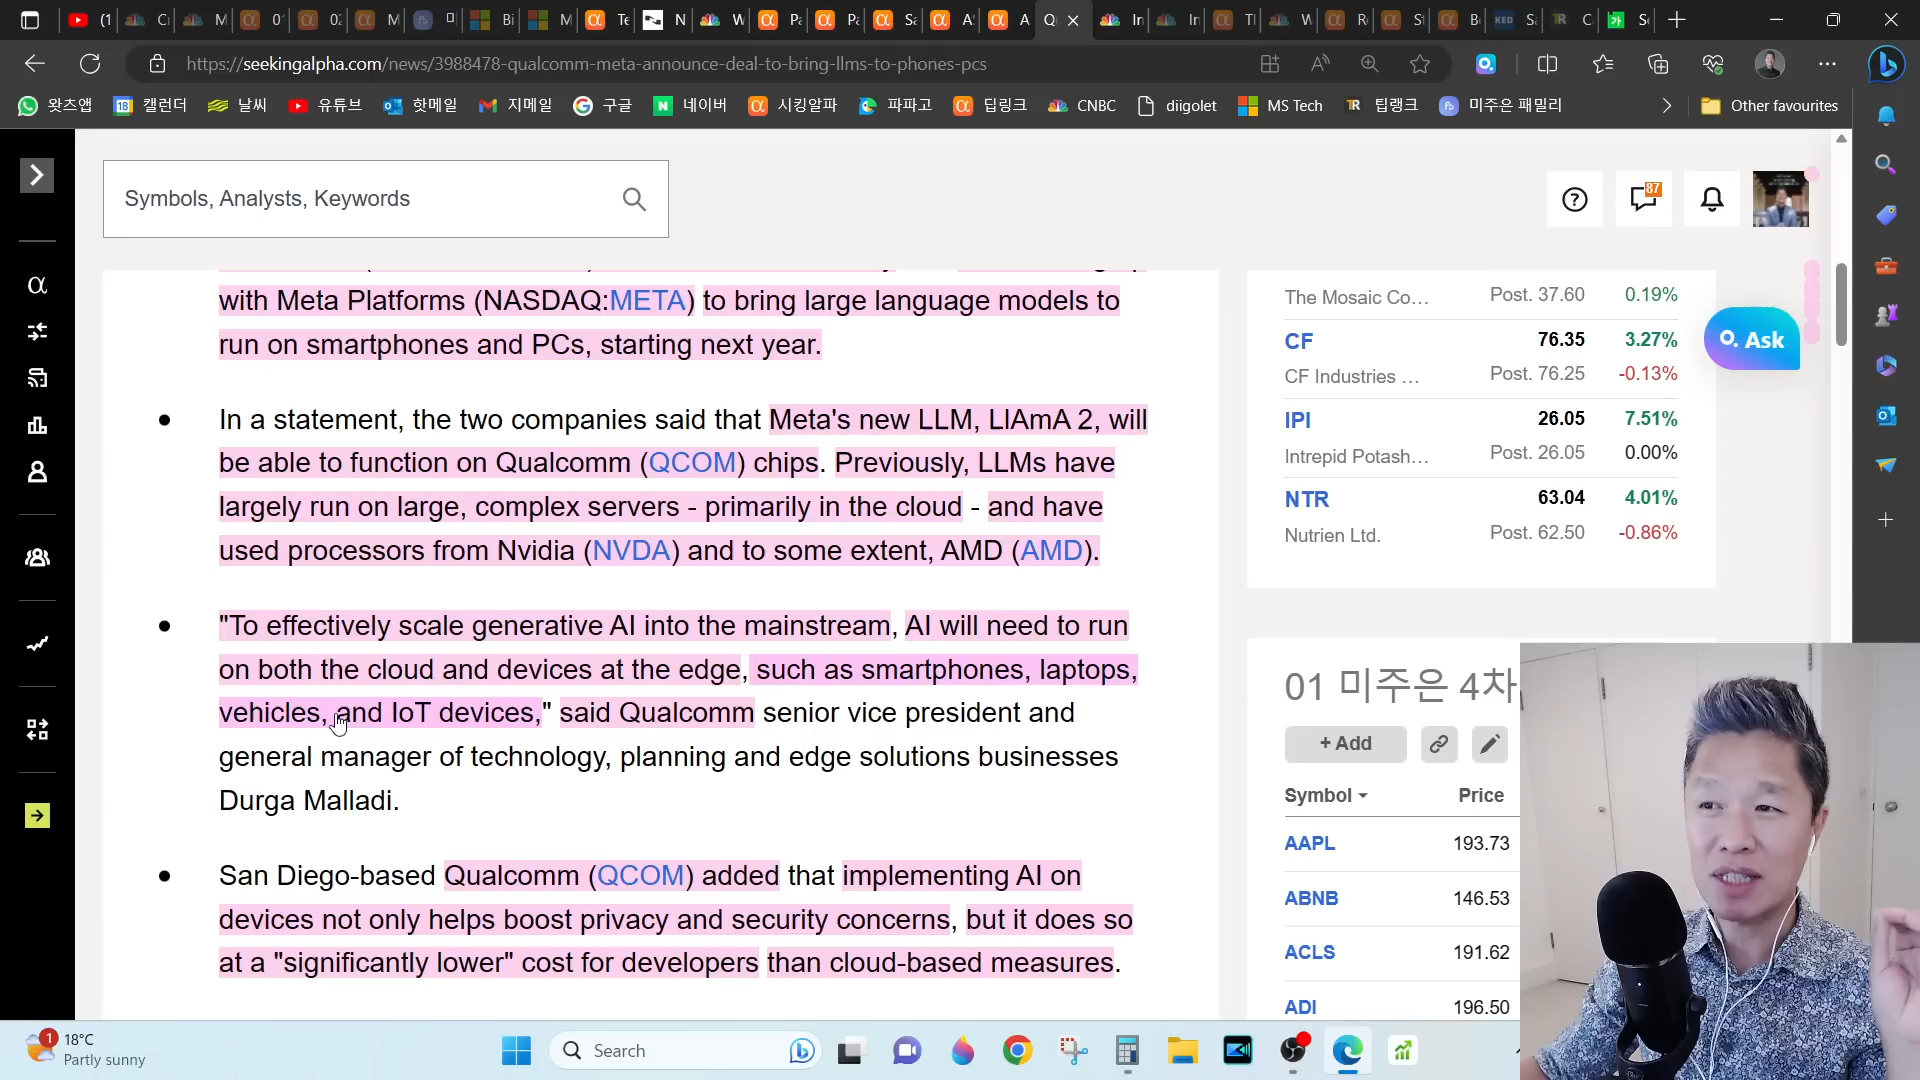 https://seekingalpha.com/news/3988478-qualcomm-meta-announce-deal-to-bring-llms-to-phones-pcs
왓츠앱
18
캘린더
날씨
유튜브
핫메일
지메일
구글
N
네이버
시킹알파
파파고
딥링크
CNBC
diigolet
MS Tech
TR
팁랭크
미주은 패밀리
Other favourites
Symbols, Analysts, Keywords
87
with Meta Platforms (NASDAQ:META) to bring large language models to
run on smartphones and PCs, starting next year.
In a statement, the two companies said that Meta's new LLM, LlAmA 2, will
be able to function on Qualcomm (QCOM) chips. Previously, LLMs have
largely run on large, complex servers - primarily in the cloud - and have
used processors from Nvidia (NVDA) and to some extent, AMD (AMD).
"To effectively scale generative AI into the mainstream, AI will need to run
on both the cloud and devices at the edge, such as smartphones, laptops,
vehicles, and IoT devices," said Qualcomm senior vice president and
general manager of technology, planning and edge solutions businesses
Durga Malladi.
San Diego-based Qualcomm (QCOM) added that implementing AI on
devices not only helps boost privacy and security concerns, but it does so
at a "significantly lower" cost for developers than cloud-based measures.
The Mosaic Co... Post. 37.60 0.19%
CF 76.35 3.27%
CF Industries ... Post. 76.25 -0.13%
IPI 26.05 7.51%
Intrepid Potash... Post. 26.05 0.00%
NTR 63.04 4.01%
Nutrien Ltd. Post. 62.50 -0.86%
Ask
01 미주은 4차
+ Add
Symbol Price
AAPL 193.73
ABNB 146.53
ACLS 191.62
ADI 196.50
1
18°C
Partly sunny
Search